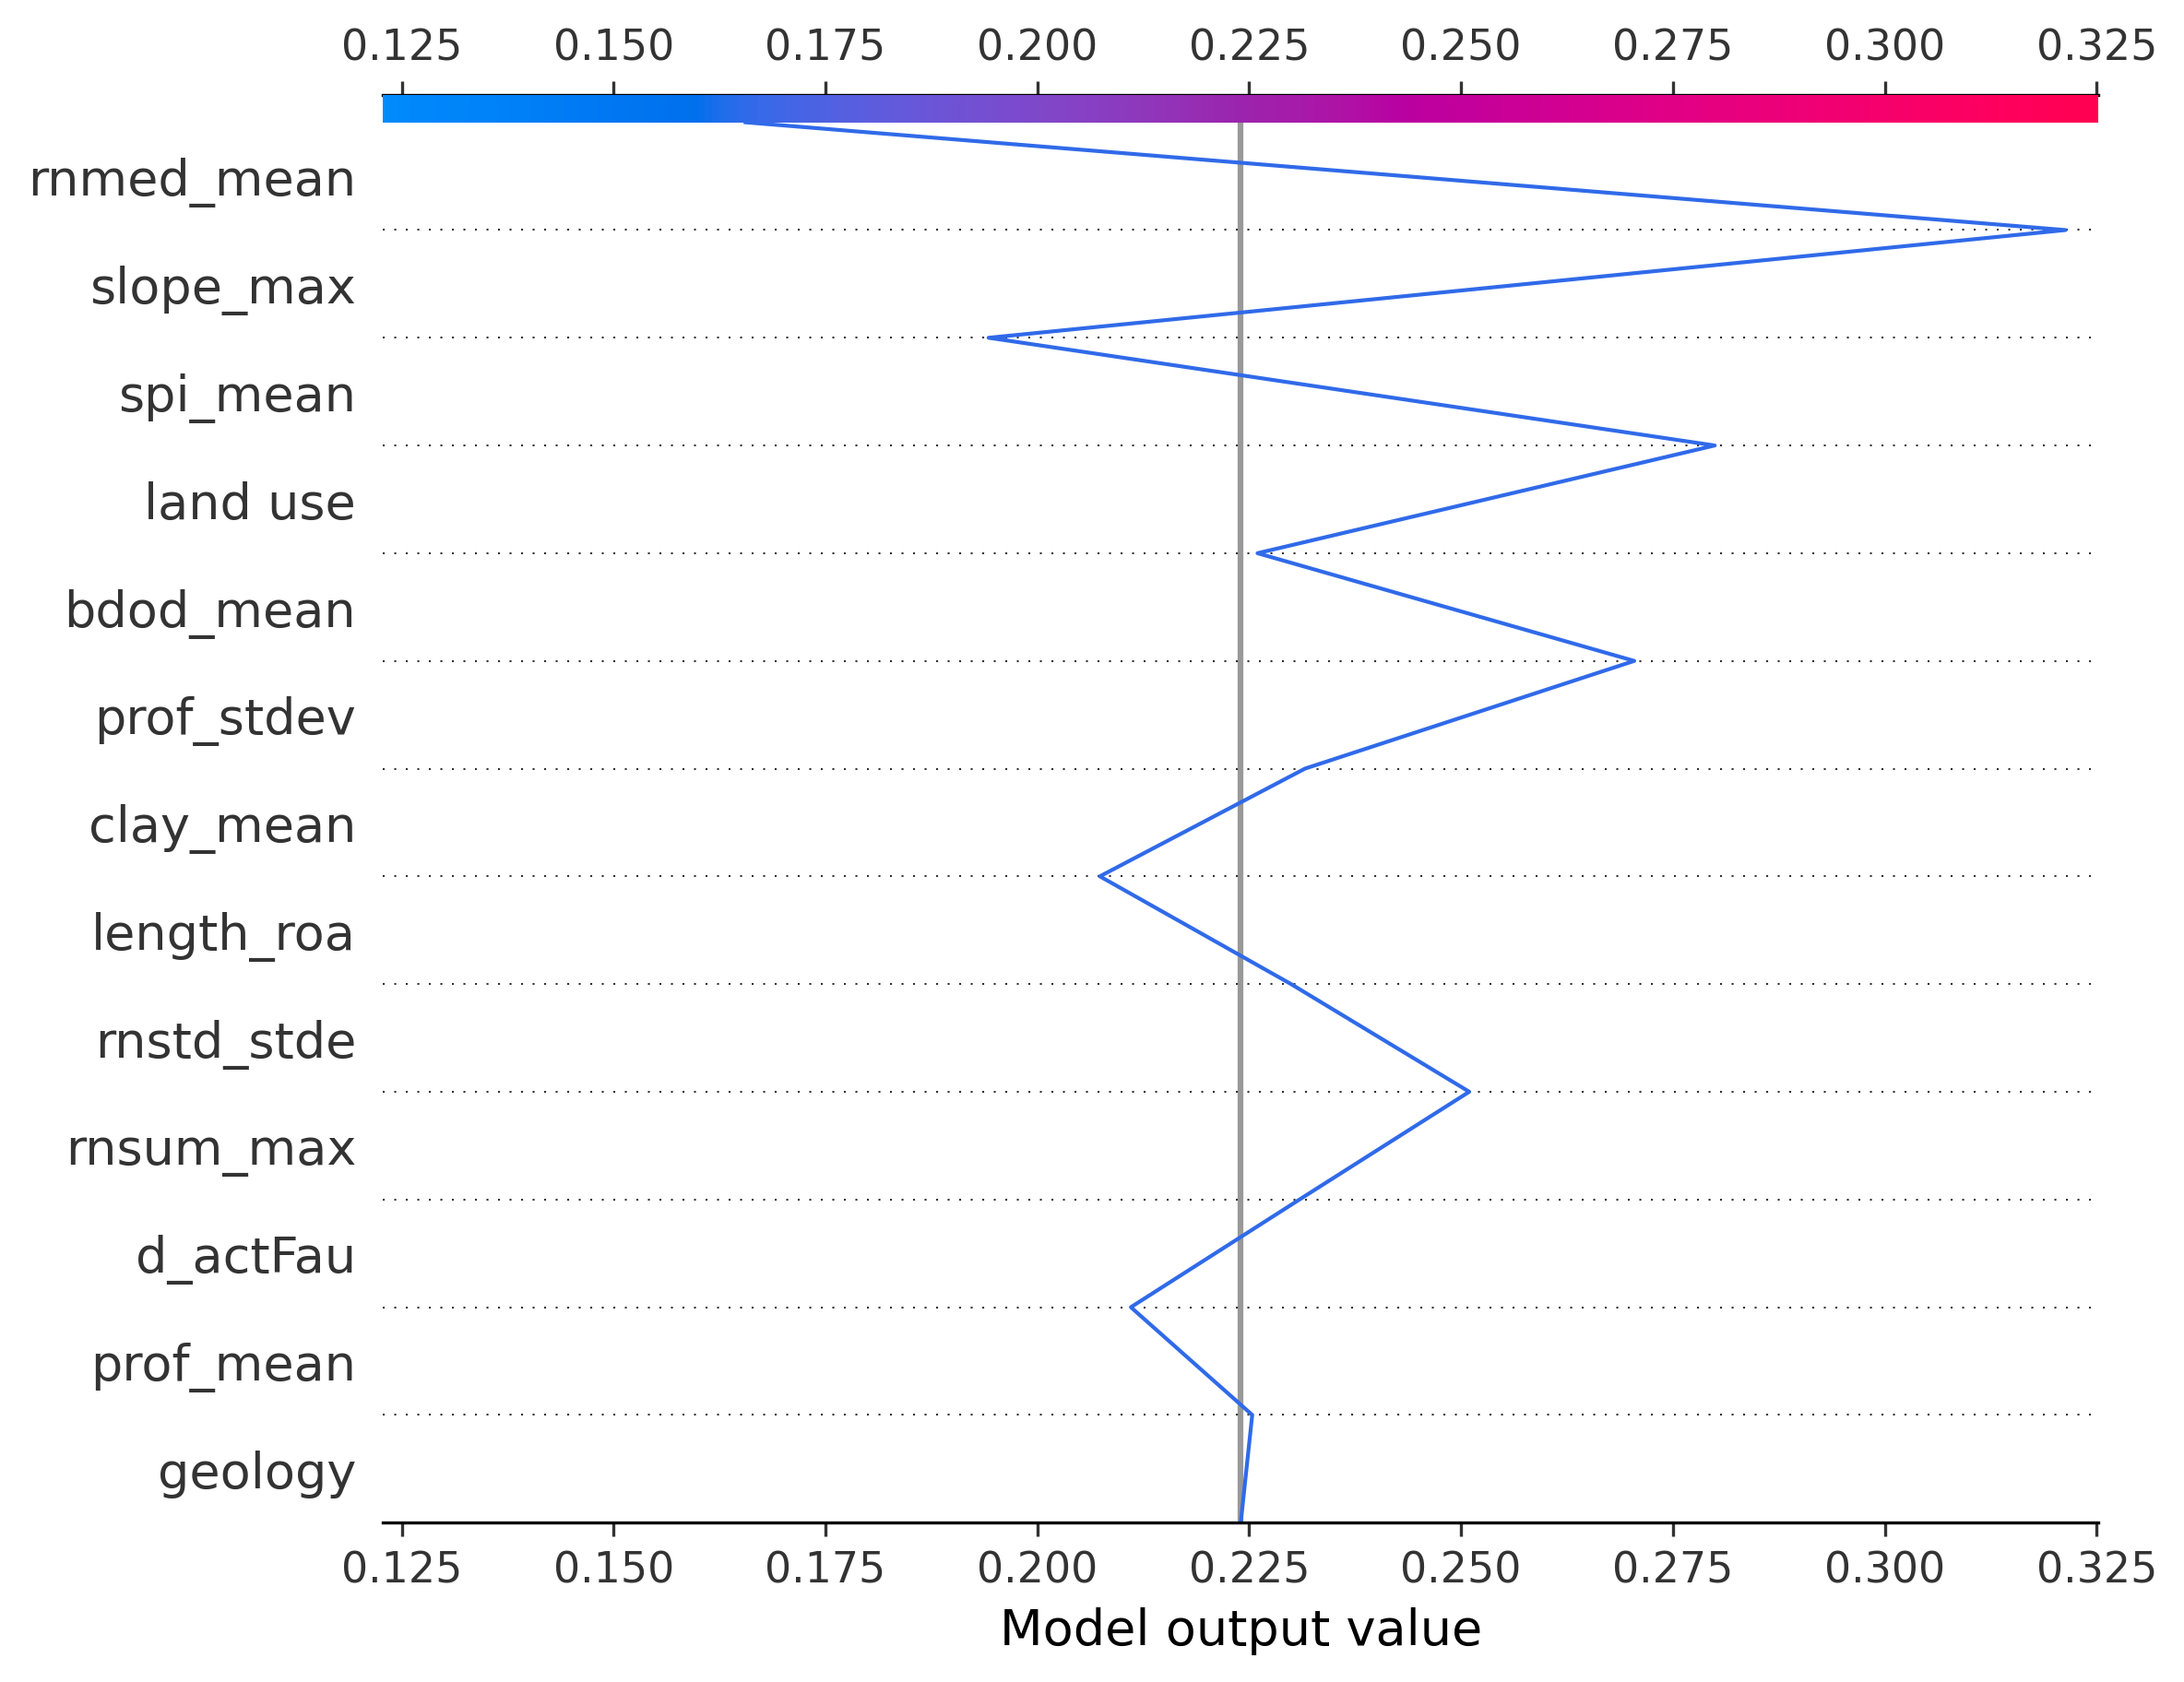 0.125 0.150 0.175 0.200 0.225 0.250 0.275 0.300 0.325
rnmed_mean
slope_max
spi_mean
land use
bdod_mean
prof_stdev
clay_mean
length_roa
rnstd_stde
rnsum_max
d_actFau
prof_mean
geology
0.125 0.150 0.175 0.200 0.225 0.250 0.275 0.300 0.325
Model output value